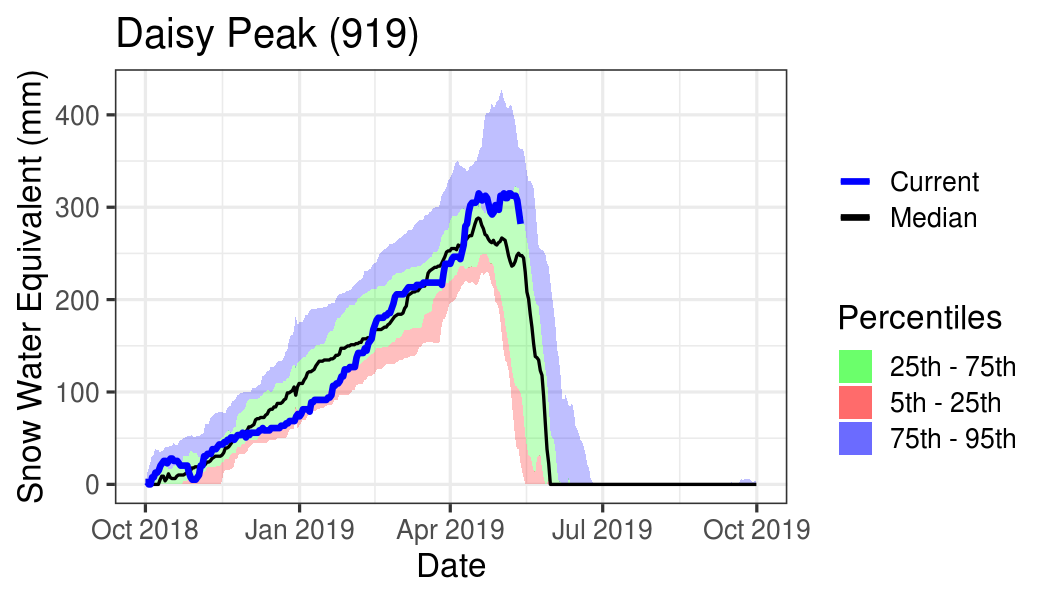 Daisy Peak (919)
Snow Water Equivalent (mm)
400
300
200
100
0
Oct 2018
Jan 2019
Apr 2019
Jul 2019
Oct 2019
Date
Current
Median
Percentiles
25th - 75th
5th - 25th
75th - 95th